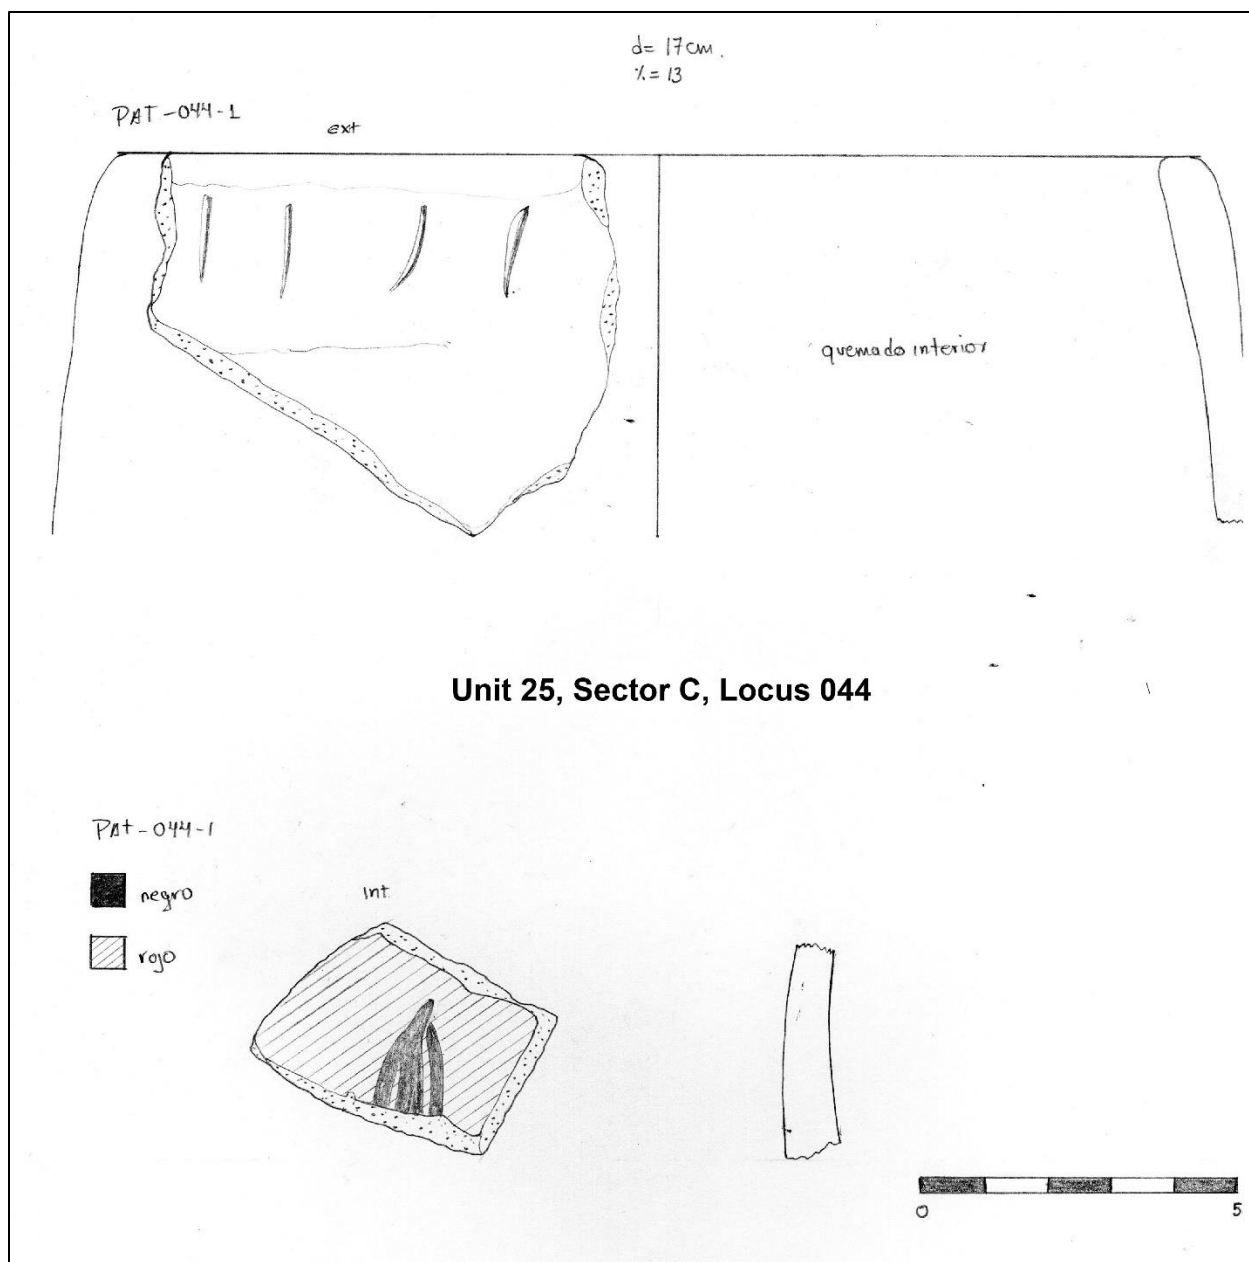 d= 17cm.
%= 13
PAT-044-1
ext
quemado interior
Unit 25, Sector C, Locus 044
PAt-044-1
negro
int.
rojo
0 5